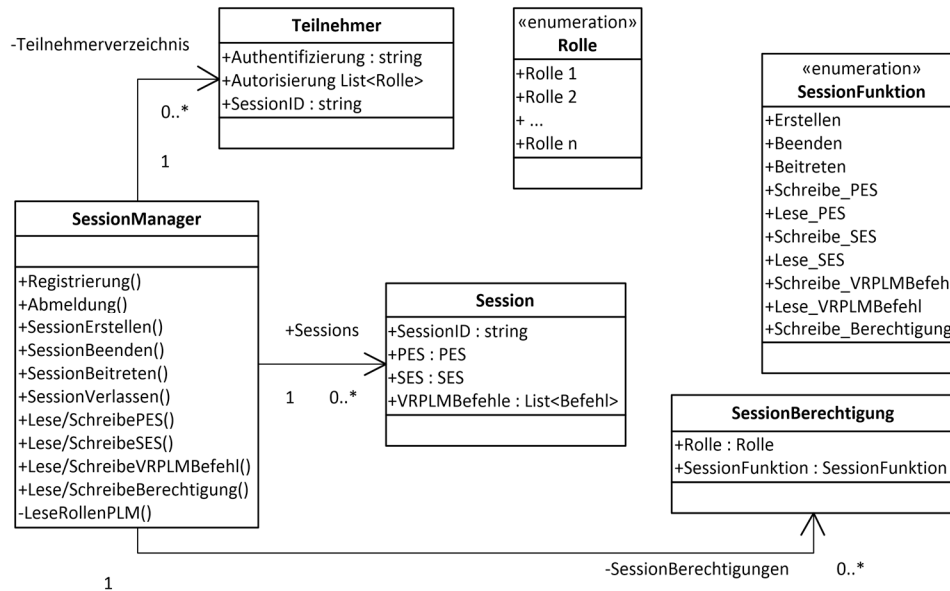 -Teilnehmerverzeichnis
0..*
1
Teilnehmer
+Authentifizierung : string
+Autorisierung List<Rolle>
+SessionID : string
«enumeration»
Rolle
+Rolle 1
+Rolle 2
+ ...
+Rolle n
«enumeration»
SessionFunktion
+Erstellen
+Beenden
+Beitreten
+Schreibe_PES
+Lese_PES
+Schreibe_SES
+Lese_SES
+Schreibe_VRPLMBefehl
+Lese_VRPLMBefehl
+Schreibe_Berechtigung
SessionManager
+Registrierung()
+Abmeldung()
+SessionErstellen()
+SessionBeenden()
+SessionBeitreten()
+SessionVerlassen()
+Lese/SchreibePES()
+Lese/SchreibeSES()
+Lese/SchreibeVRPLMBefehl()
+Lese/SchreibeBerechtigung()
-LeseRollenPLM()
+Sessions
1 0..*
Session
+SessionID : string
+PES : PES
+SES : SES
+VRPLMBefehle : List<Befehl>
SessionBerechtigung
+Rolle : Rolle
+SessionFunktion : SessionFunktion
-SessionBerechtigungen 0..*
1